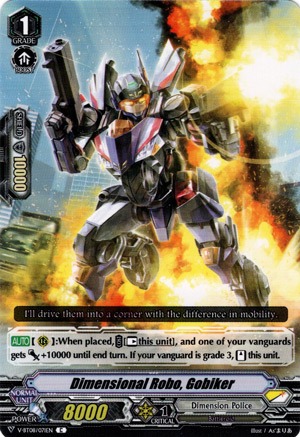 1
GRADE
BOOST
SHIELD
10000
I'll drive them into a corner with the difference in mobility.
AUTO [ ]:When placed, [this unit], and one of your vanguards
gets +10000 until end turn. If your vanguard is grade 3, this unit.
Dimensional Robo, Gobiker
NORMAL
UNIT
POWER
8000
1
CRITICAL
Dimension Police
Battleroid
V-BT08/071EN C